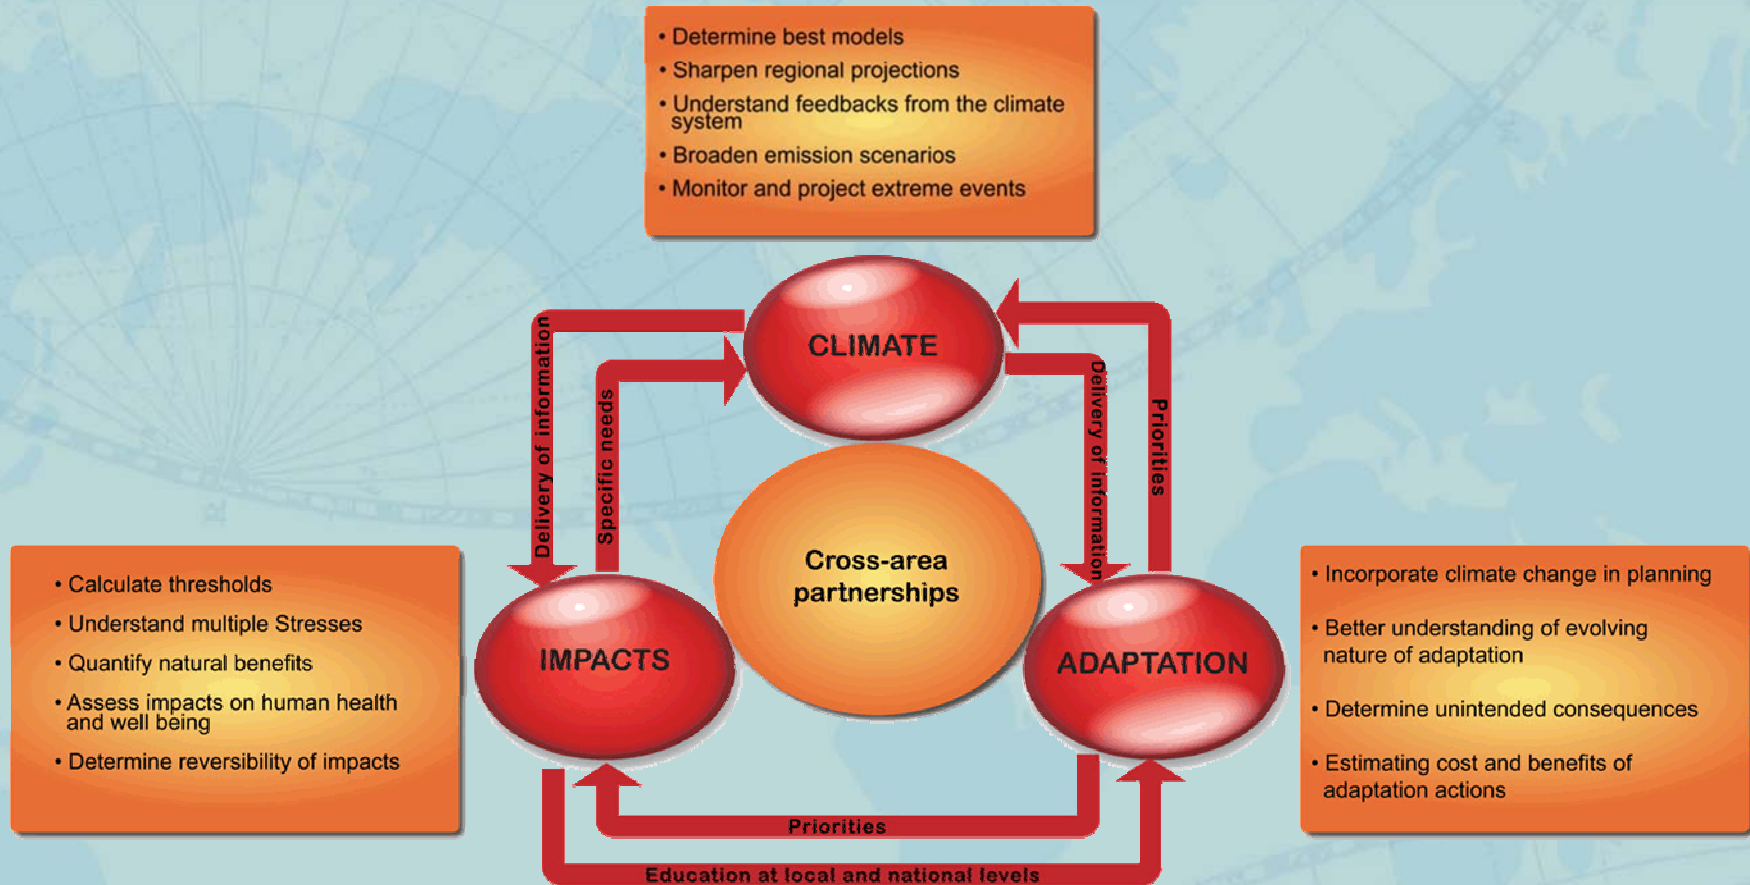 • Determine best models
• Sharpen regional projections
• Understand feedbacks from the climate
system
• Broaden emission scenarios
• Monitor and project extreme events
CLIMATE
Delivery of information
Specific needs
Delivery of information
Priorities
Cross-area
partnerships
• Calculate thresholds
• Understand multiple Stresses
• Quantify natural benefits
• Assess impacts on human health
and well being
• Determine reversibility of impacts
IMPACTS
ADAPTATION
• Incorporate climate change in planning
• Better understanding of evolving
nature of adaptation
• Determine unintended consequences
• Estimating cost and benefits of
adaptation actions
Priorities
Education at local and national levels